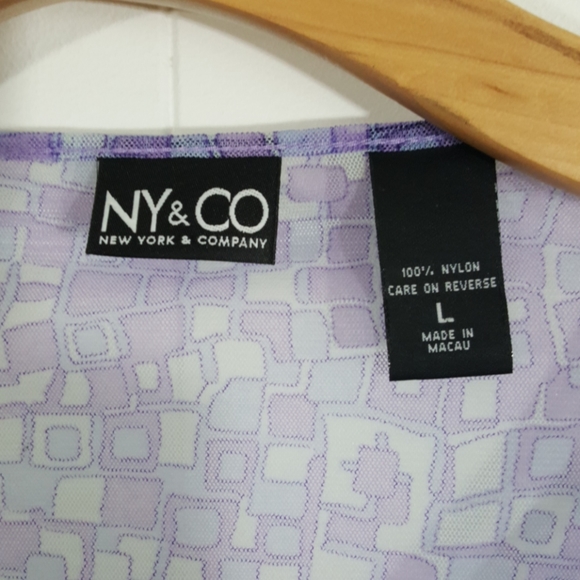 NY&CO
NEW YORK & COMPANY
100% NYLON
CARE ON REVERSE
L
MADE IN
MACAU